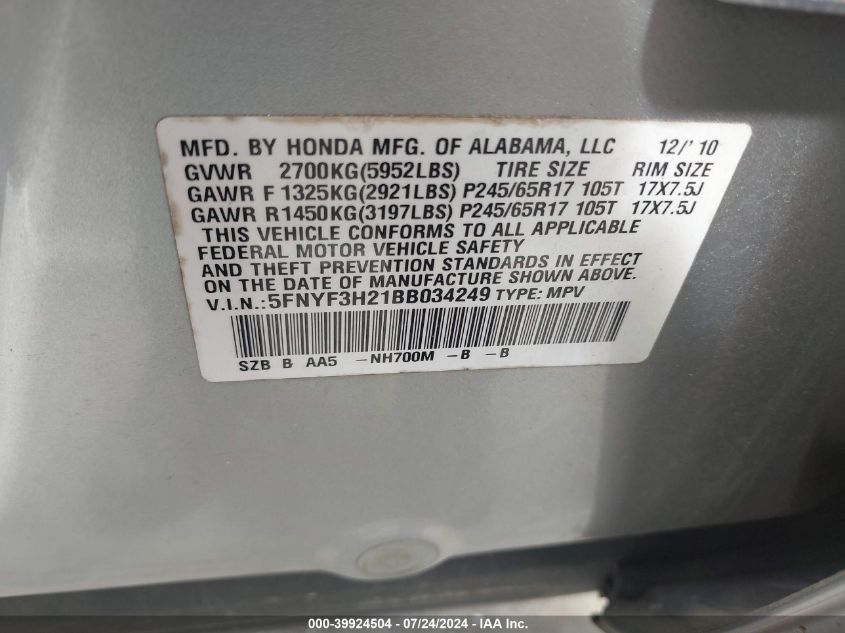 MFD. BY HONDA MFG. OF ALABAMA, LLC 12/' 10
GVWR 2700KG(5952LBS) TIRE SIZE RIM SIZE
GAWR F 1325KG(2921LBS) P245/65R17 105T 17X7.5J
GAWR R1450KG(3197LBS) P245/65R17 105T 17X7.5J
THIS VEHICLE CONFORMS TO ALL APPLICABLE
FEDERAL MOTOR VEHICLE SAFETY
AND THEFT PREVENTION STANDARDS IN EFFECT
ON THE DATE OF MANUFACTURE SHOWN ABOVE.
V.I.N.:5FNYF3H21BB034249 TYPE: MPV
SZB B AA5 -NH700M -B -B
000-39924504 - 07/24/2024 - IAA Inc.